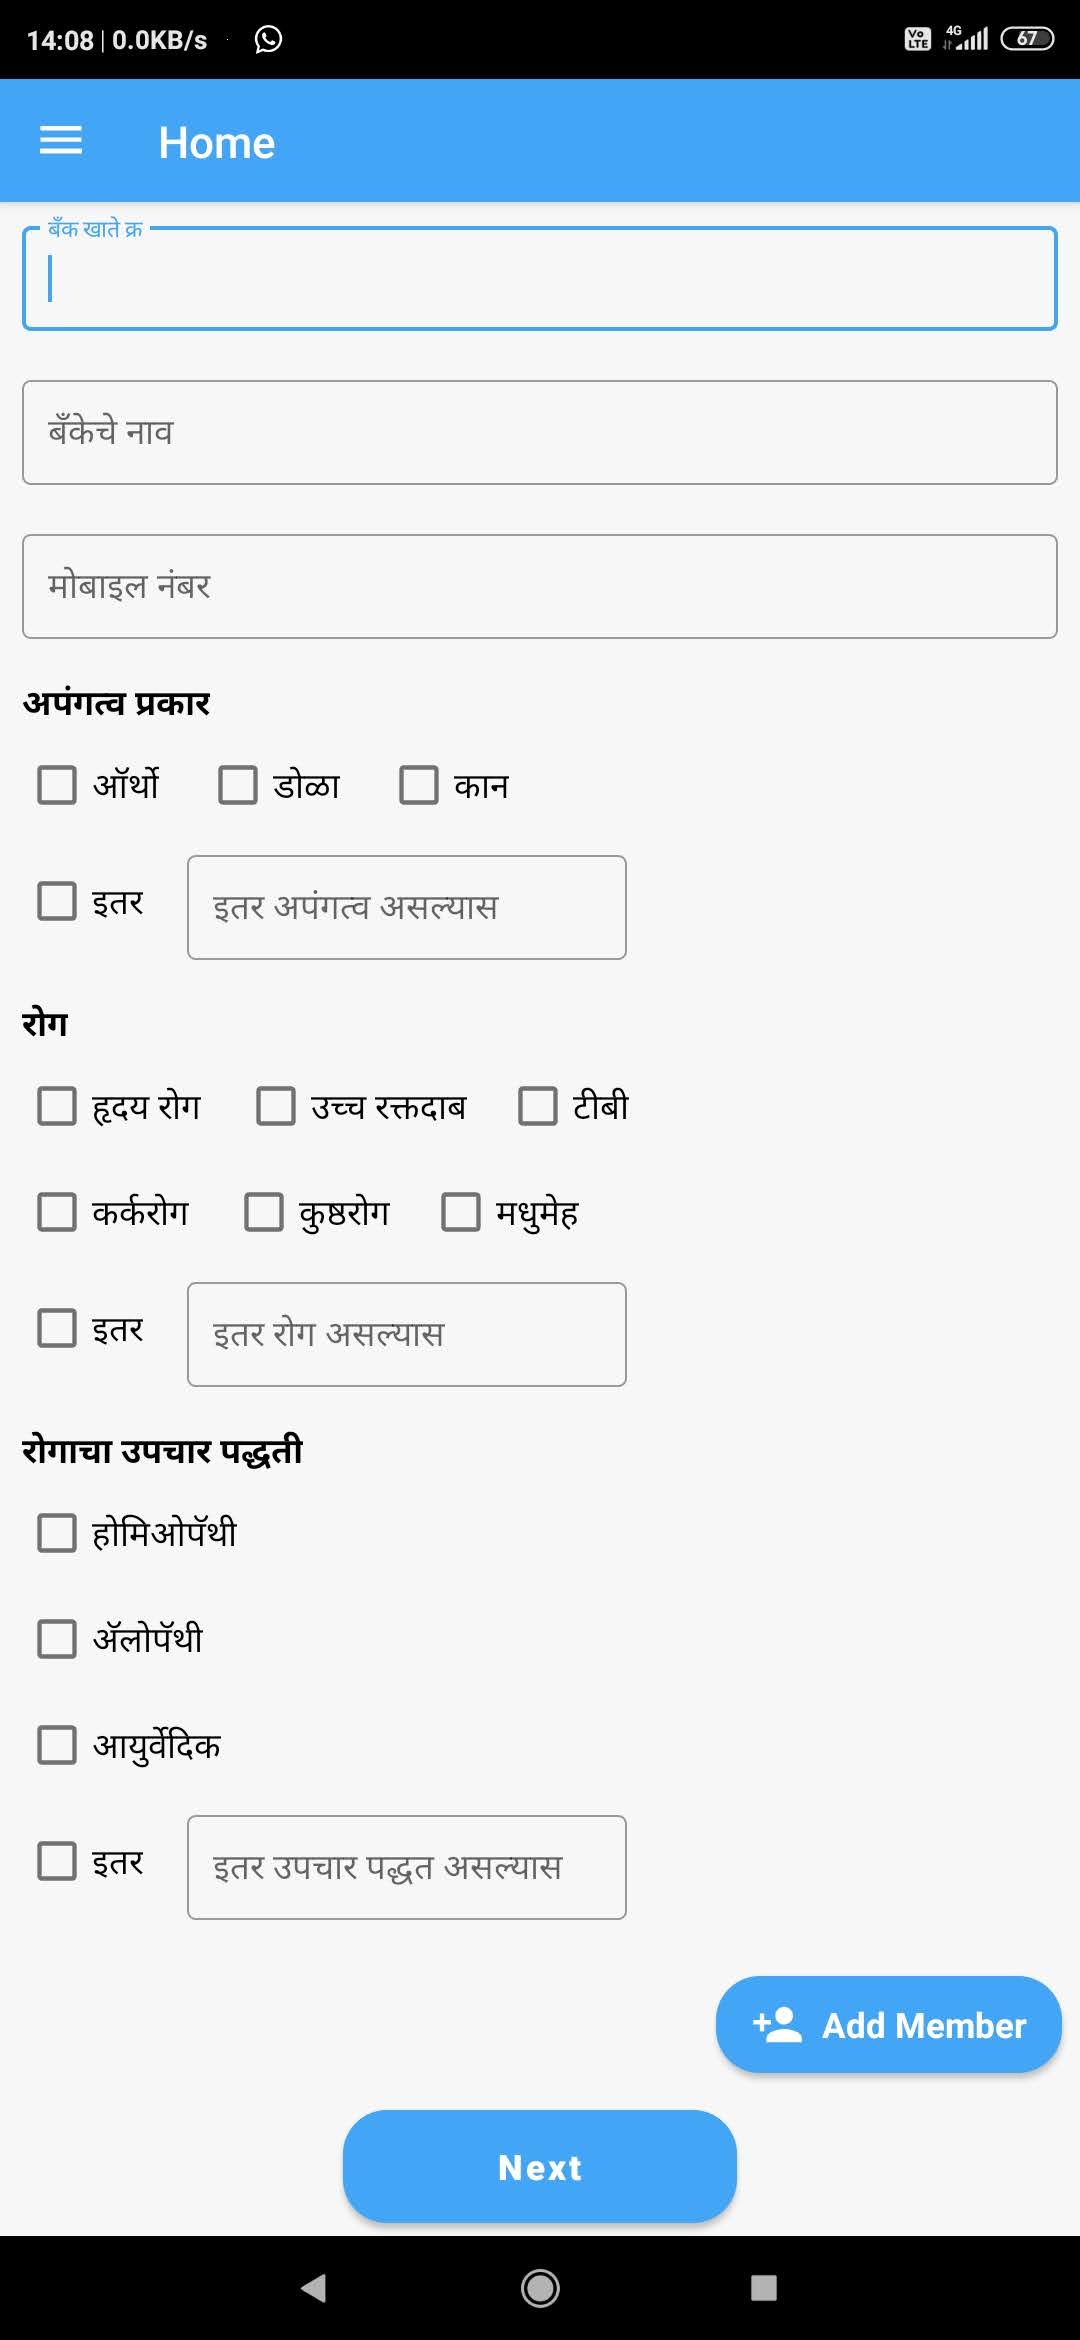 14:08 | 0.0KB/s
Vo LTE 4G 67
Home
बँक खाते क्र
बँकेचे नाव
मोबाइल नंबर
अपंगत्व प्रकार
ऑर्थो डोळा कान
इतर इतर अपंगत्व असल्यास
रोग
हृदय रोग उच्च रक्तदाब टीबी
कर्करोग कुष्ठरोग मधुमेह
इतर इतर रोग असल्यास
रोगाचा उपचार पद्धती
होमिओपॅथी
ॲलोपॅथी
आयुर्वेदिक
इतर इतर उपचार पद्धत असल्यास
Add Member
Next